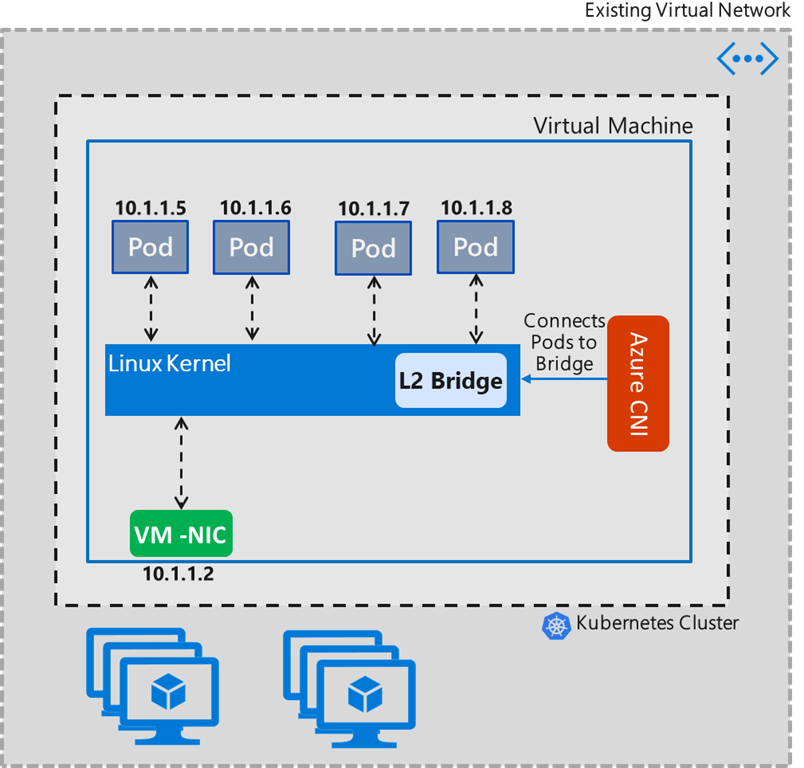 Existing Virtual Network
Virtual Machine
10.1.1.5
10.1.1.6
10.1.1.7
10.1.1.8
Pod
Pod
Pod
Pod
Connects
Pods to
Bridge
Azure CNI
Linux Kernel
L2 Bridge
VM -NIC
10.1.1.2
Kubernetes Cluster